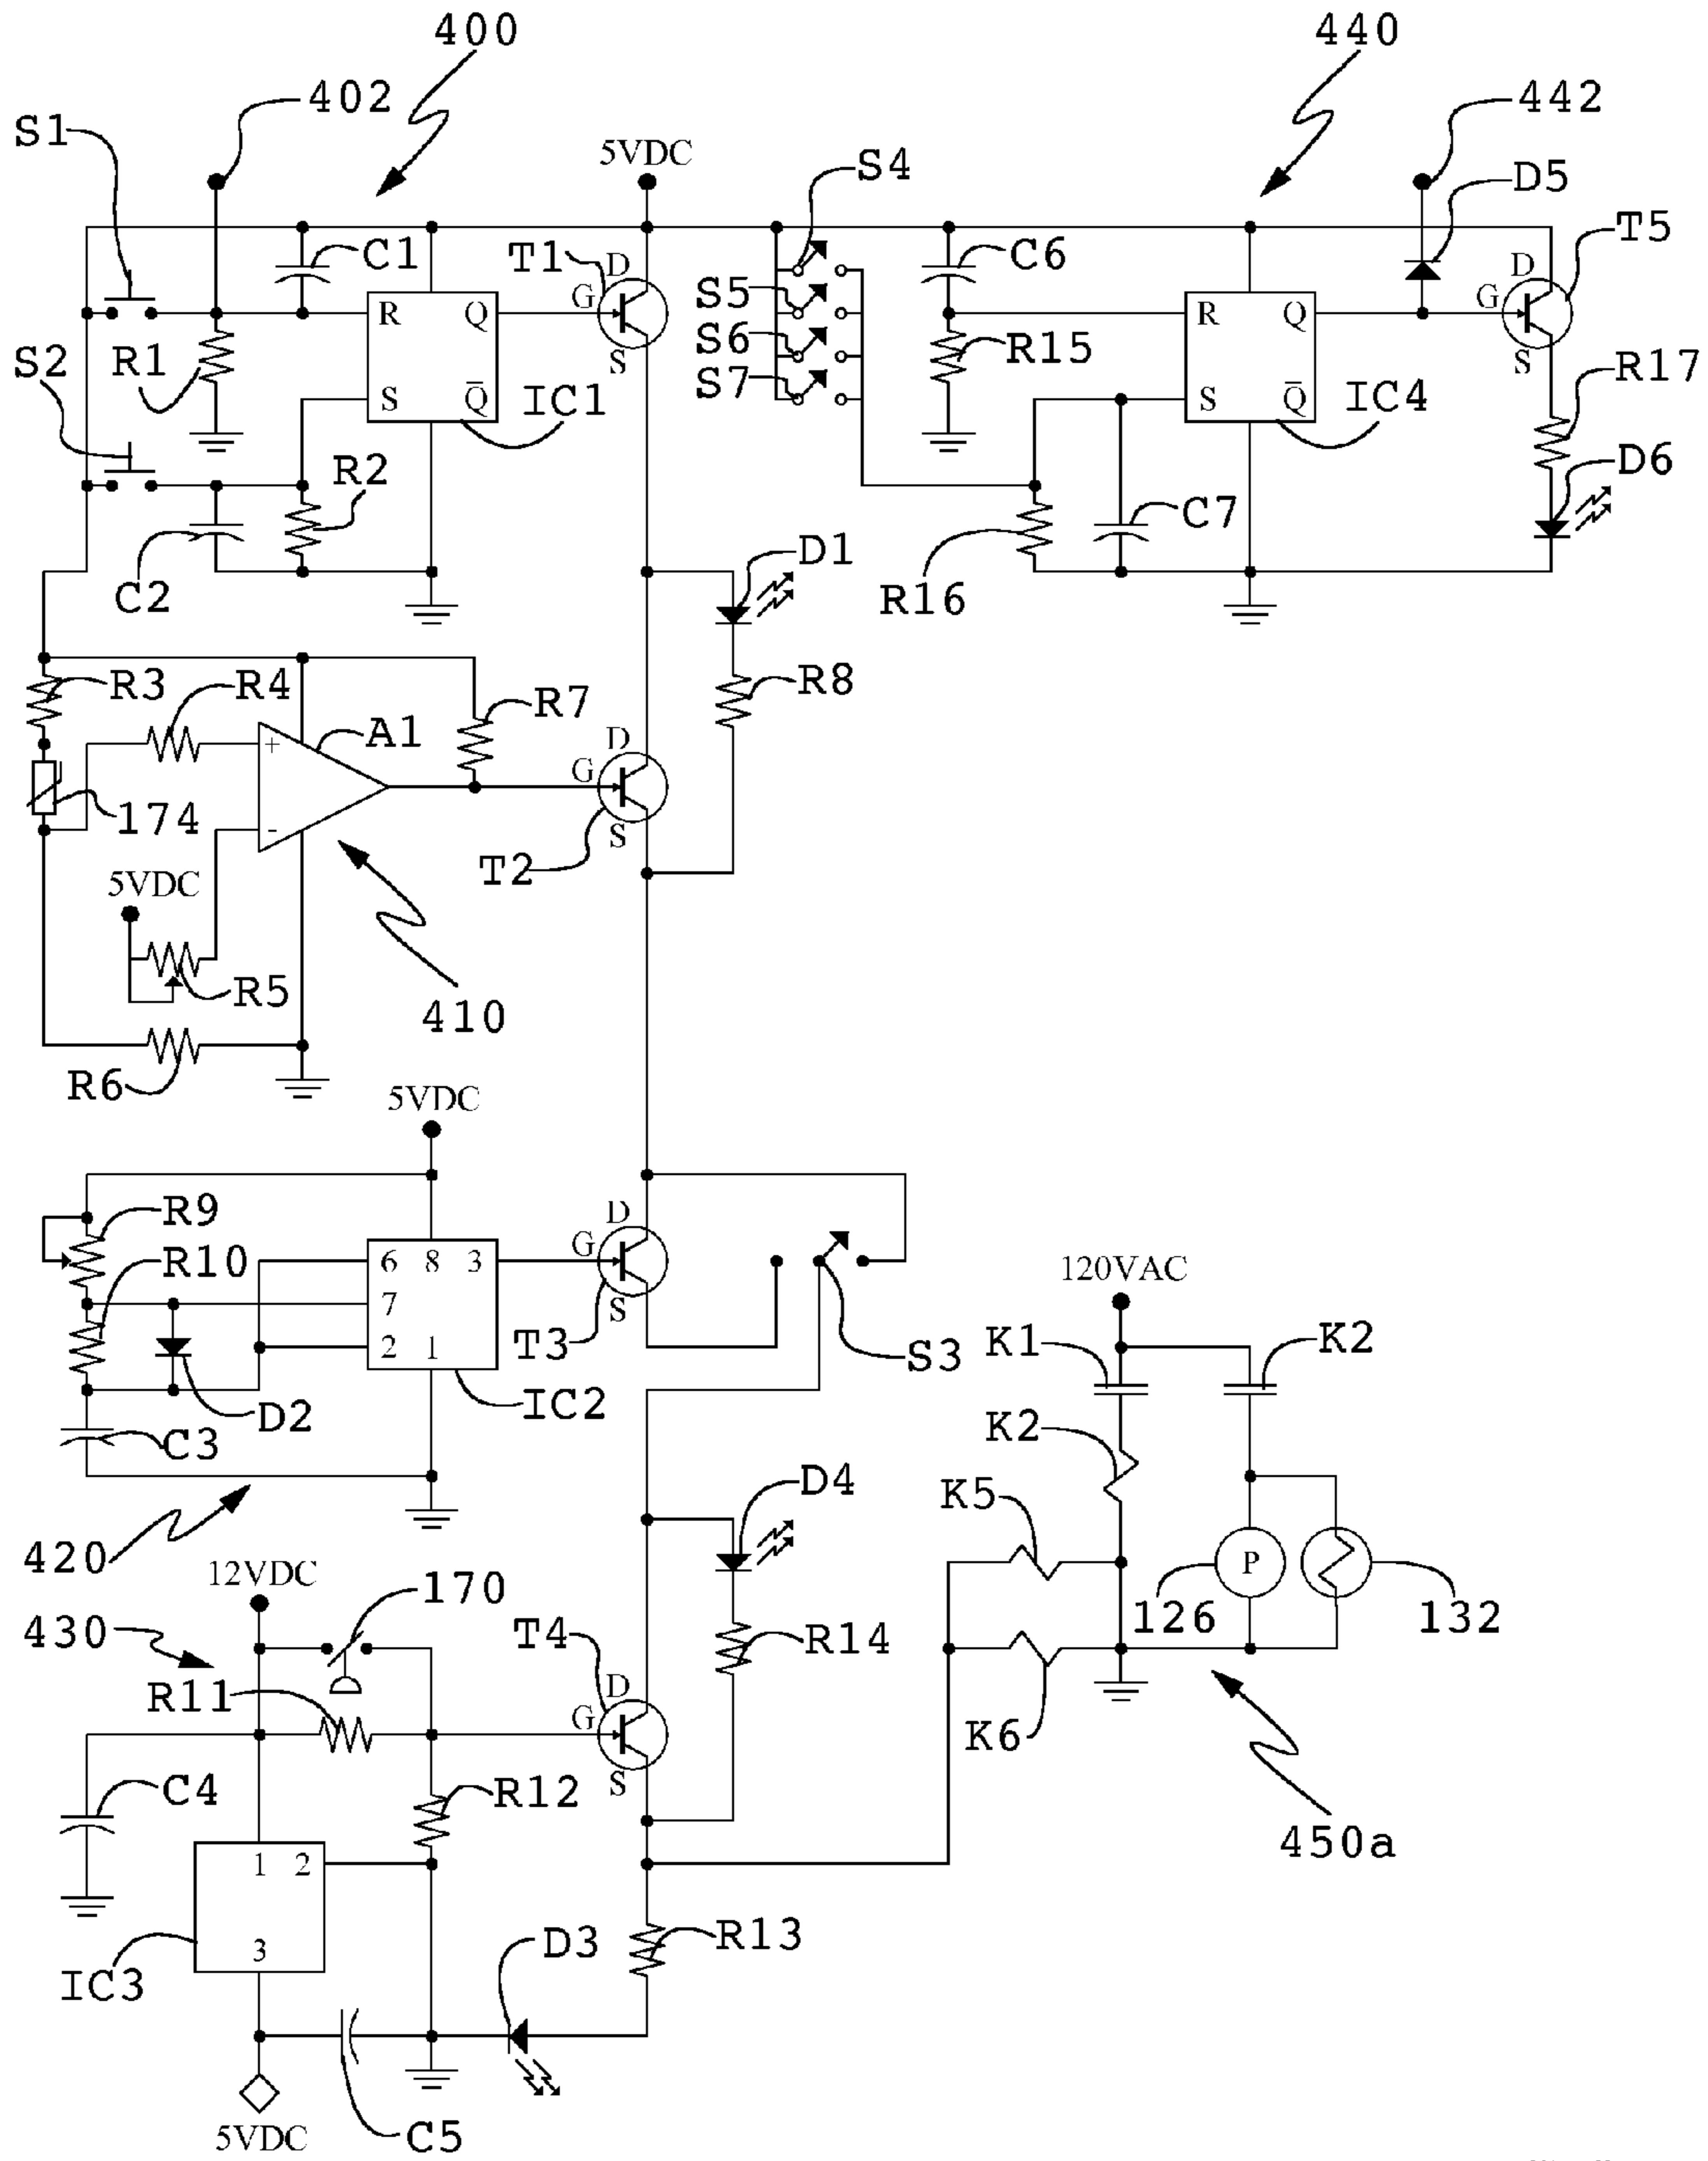 400
440
402
442
S1
5VDC
S4
D5
T5
C1
T1
D
C6
D
S5
G
G
R
Q
R
Q
S2
R1
S6
R15
S
S
R17
S7
S
Q̄
IC1
S
Q̄
IC4
R2
D6
C7
D1
C2
R16
R3
R4
R8
R7
A1
+
D
G
174
-
S
T2
5VDC
R5
410
R6
5VDC
R9
D
R10
G
6 8 3
120VAC
7
S
T3
2 1
S3
K1
K2
IC2
D2
C3
K2
D4
K5
420
12VDC
170
P
430
T4
126
132
R14
R11
D
G
K6
C4
S
R12
450a
1 2
D3
R13
3
IC3
5VDC
C5